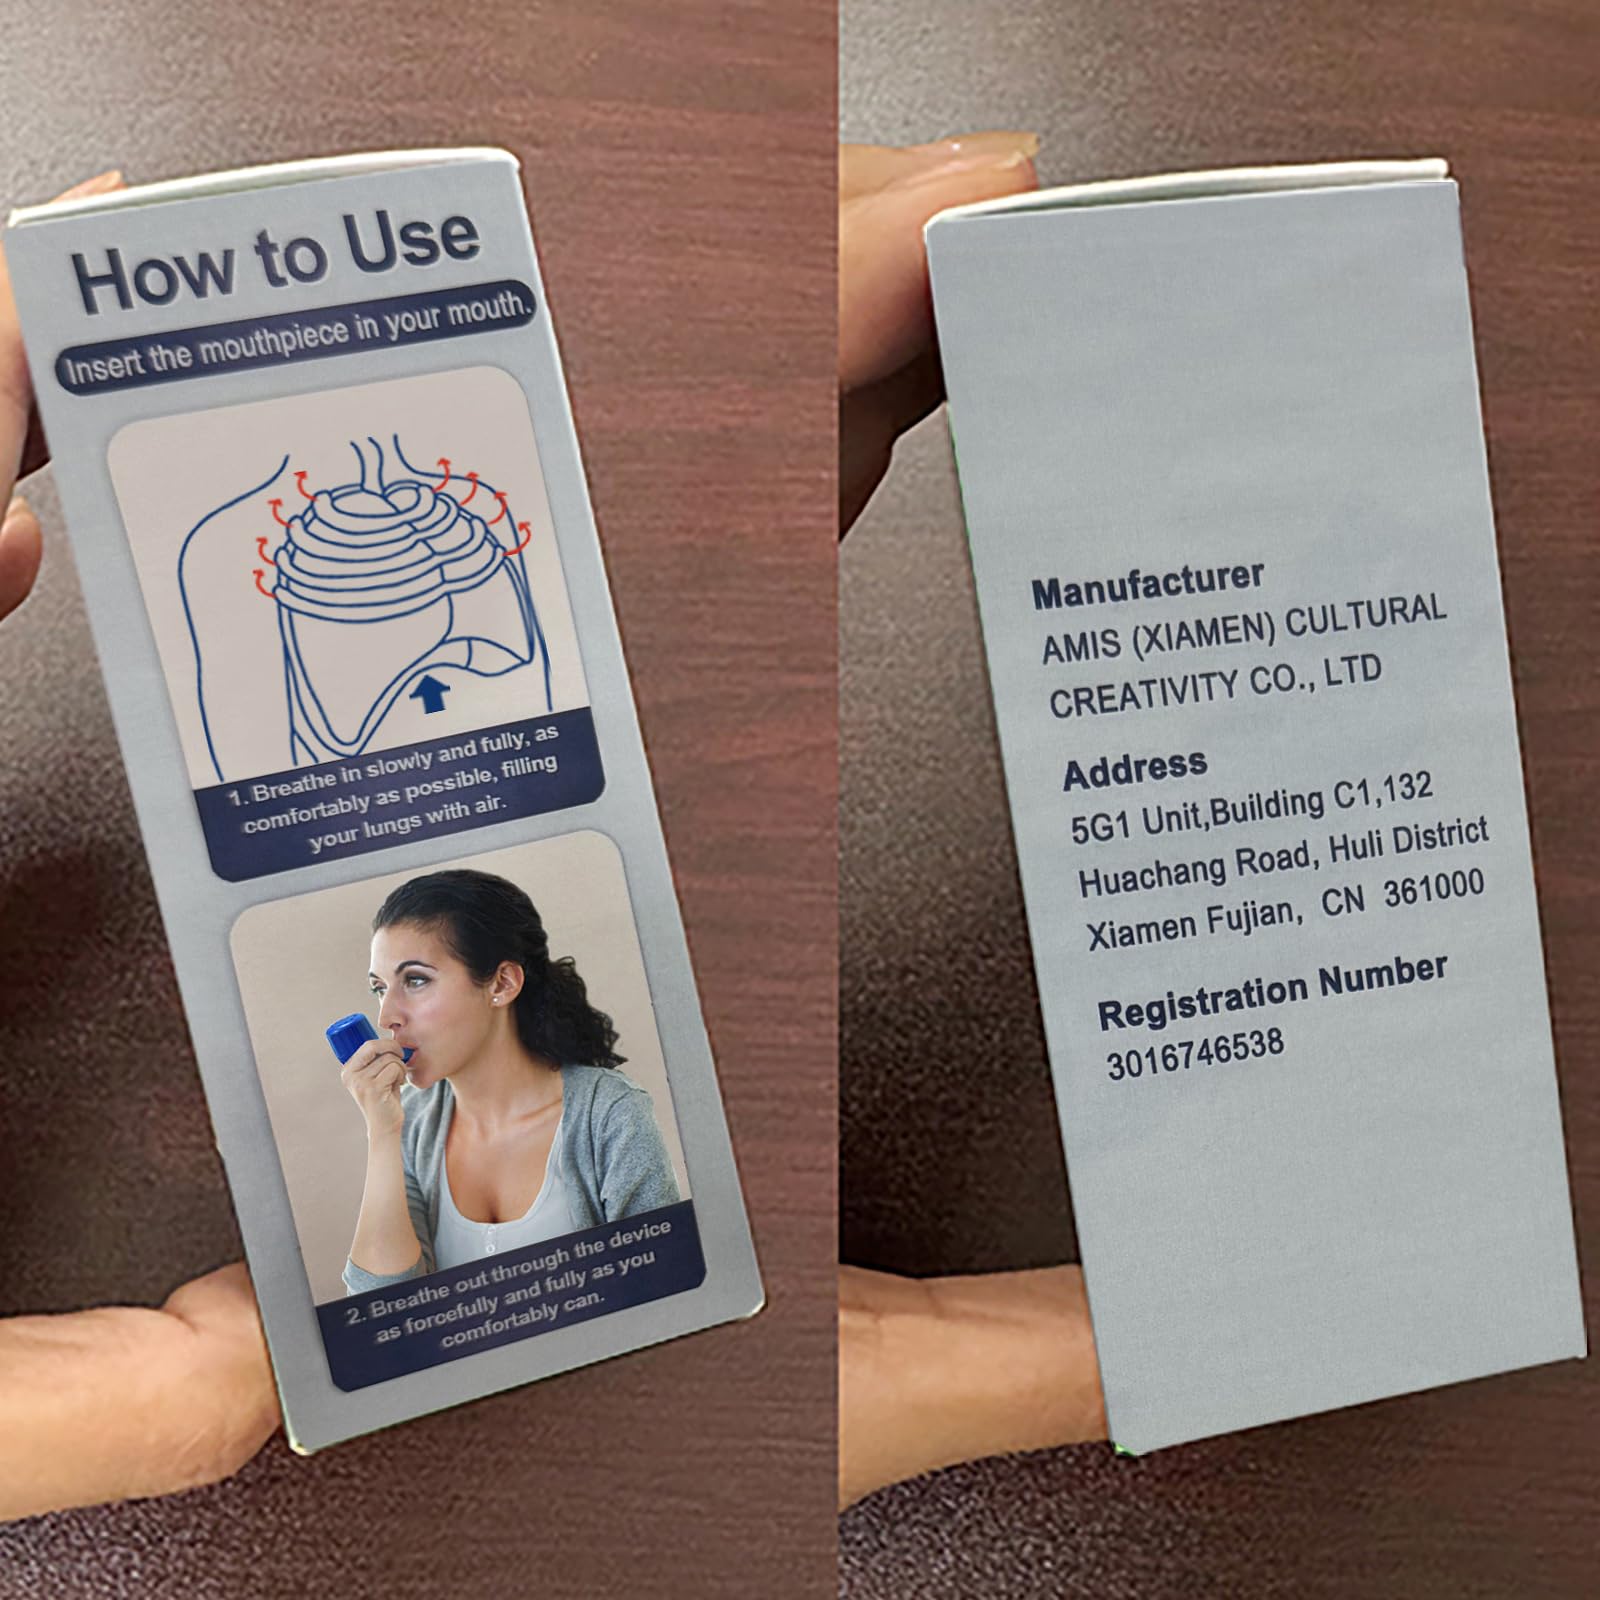 How to Use
Insert the mouthpiece in your mouth.
1. Breathe in slowly and fully, as
comfortably as possible, filling
your lungs with air.
2. Breathe out through the device
as forcefully and fully as you
comfortably can.
Manufacturer
AMIS (XIAMEN) CULTURAL
CREATIVITY CO., LTD
Address
5G1 Unit,Building C1,132
Huachang Road, Huli District
Xiamen Fujian, CN 361000
Registration Number
3016746538